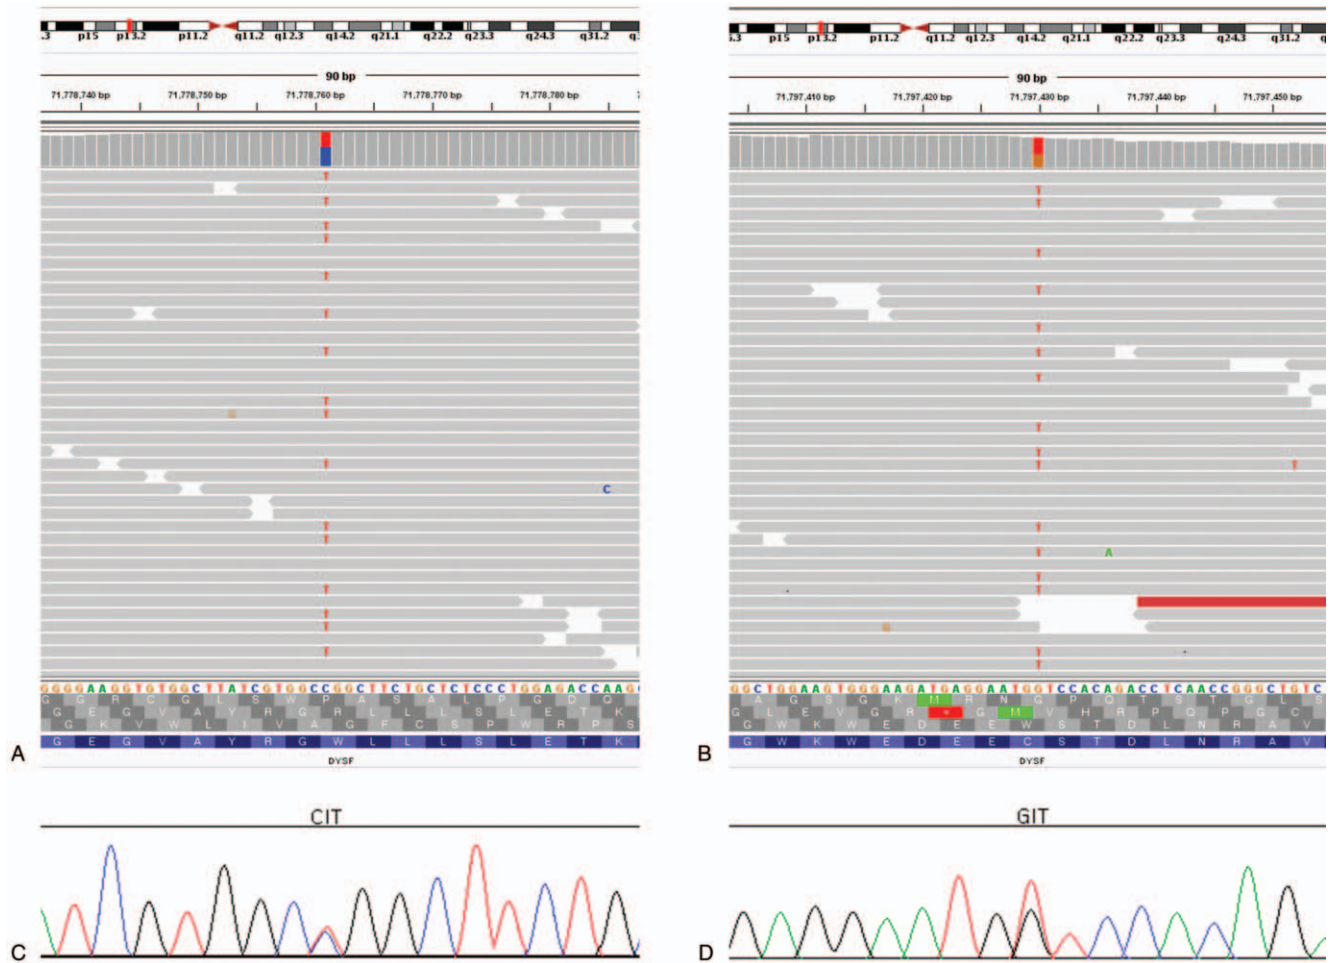 .3 p15 p13.2 p11.2 q11.2 q12.3 q14.2 q21.1 q22.2 q23.3 q24.3 q31.2
90 bp
71,778,740 bp 71,778,750 bp 71,778,760 bp 71,778,770 bp 71,778,780 bp
T
T
T
T
T
T
T
T
G T
T
C
T
T
T
T
T
T
GGGGAAGGTGTGGCTTATCGTGGCCGGCTTCTGCTCTCCCTGGAGACCAAG
G G R C G L S W P A S A L P G D Q
G E G V A Y R G R L L L S L E T K
G K V W L I V A G F C S P W R P S
G E G V A Y R G W L L L S L E T K
A
DYSF
.3 p15 p13.2 p11.2 q11.2 q12.3 q14.2 q21.1 q22.2 q23.3 q24.3 q31.2
90 bp
71,797,410 bp 71,797,420 bp 71,797,430 bp 71,797,440 bp 71,797,450 bp
T
T
T
T
T
T
T
T
T
T T
T
T A
T
T
G
T
T
GGCTGGAAGTGGGAAGATGAGGAATGGTCCACAGACCTCAACCGGGCTGTC
A G S G K M R N G P Q T S T G L S
G L E V G R * G M V H R P Q P G C
G W K W E D E E W S T D L N R A V
G W K W E D E E C S T D L N R A V
B
DYSF
C|T
C
G|T
D